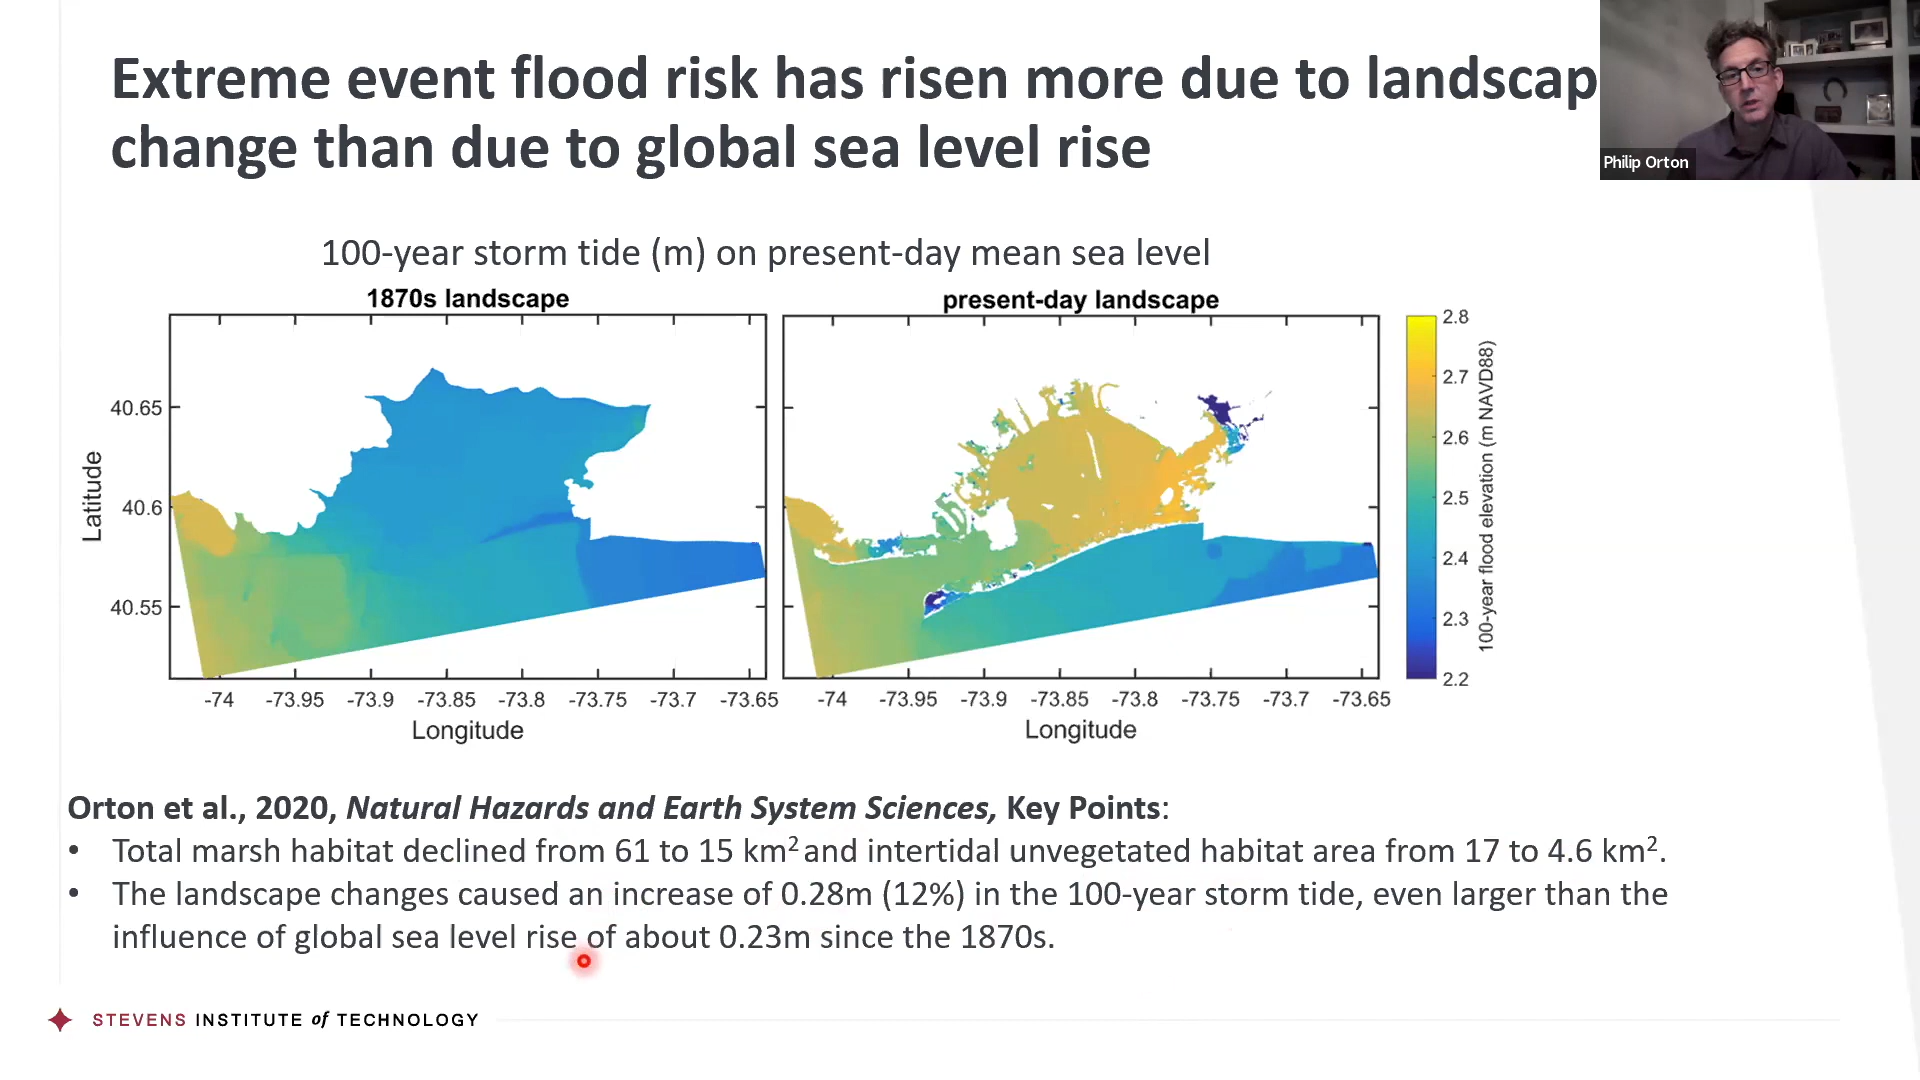 Extreme event flood risk has risen more due to landscap
change than due to global sea level rise
Philip Orton
100-year storm tide (m) on present-day mean sea level
1870s landscape
present-day landscape
Latitude
40.65
40.6
40.55
-74 -73.95 -73.9 -73.85 -73.8 -73.75 -73.7 -73.65
Longitude
-74 -73.95 -73.9 -73.85 -73.8 -73.75 -73.7 -73.65
Longitude
2.8
2.7
2.6
2.5
2.4
2.3
2.2
100-year flood elevation (m NAVD88)
Orton et al., 2020, Natural Hazards and Earth System Sciences, Key Points:
• Total marsh habitat declined from 61 to 15 km² and intertidal unvegetated habitat area from 17 to 4.6 km².
• The landscape changes caused an increase of 0.28m (12%) in the 100-year storm tide, even larger than the
influence of global sea level rise of about 0.23m since the 1870s.
STEVENS INSTITUTE of TECHNOLOGY